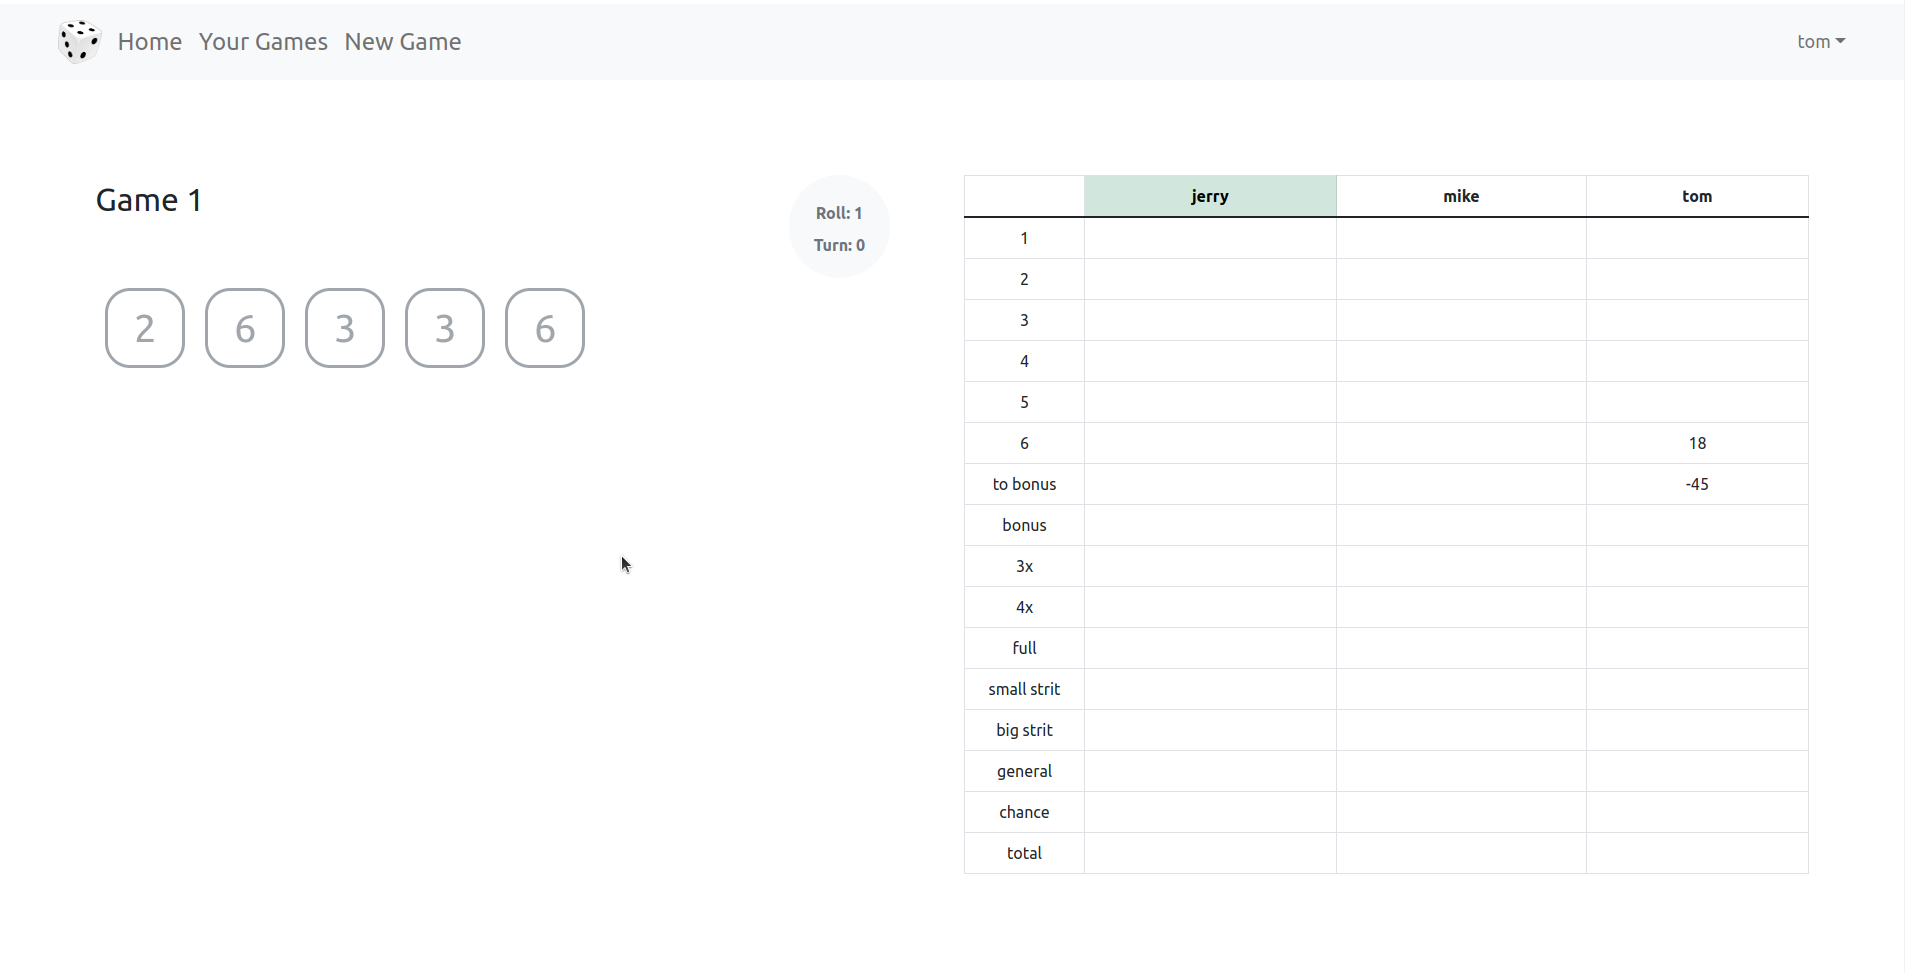 Home Your Games New Game tom
Game 1
Roll: 1
Turn: 0
2 6 3 3 6
jerry mike tom
1
2
3
4
5
6 18
to bonus -45
bonus
3x
4x
full
small strit
big strit
general
chance
total